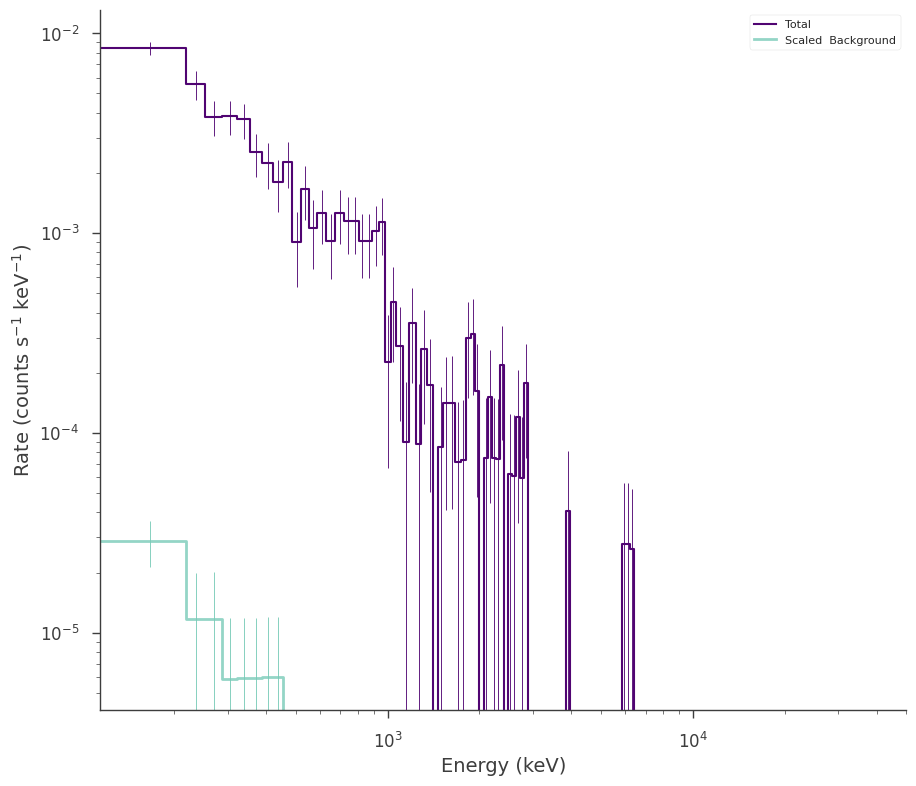 Total
Scaled  Background
10⁻²
10⁻³
10⁻⁴
10⁻⁵
Rate (counts s⁻¹ keV⁻¹)
10³
10⁴
Energy (keV)